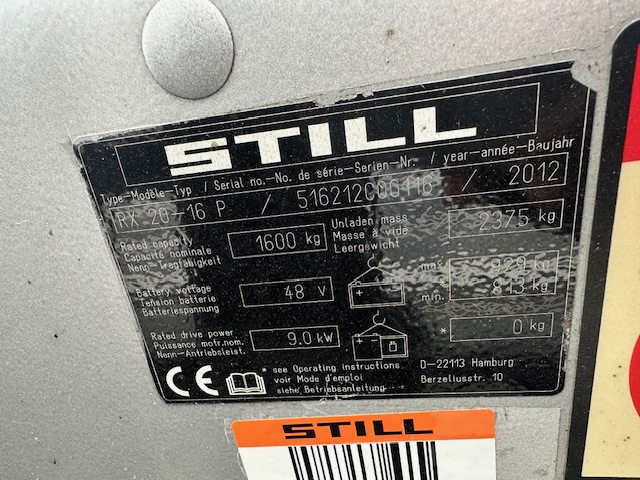 STILL
Type-Modèle-Typ / Serial no.-No. de série-Serien-Nr. / year-année-Baujahr
RX 20-16 P / 516212C00116 / 2012
Rated capacity
Capacité nominale
Nenn-Tragfähigkeit
1600 kg
Unladen mass
Masse à vide
Leergewicht
2375 kg
Battery voltage
Tension batterie
Batteriespannung
48 V
max. 929 kg
*
min. 813 kg
Rated drive power
Puissance motr.nom.
Nenn-Antriebsleist.
9.0 kW
* 0 kg
CE
* see Operating instructions
voir Mode d'emploi
siehe Betriebsanleitung
D-22113 Hamburg
Berzeliusstr. 10
STILL